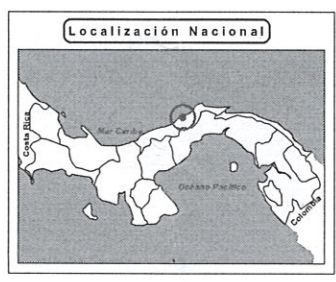 Localización Nacional
Mar Caribe
Costa Rica
Océano Pacífico
Colombia